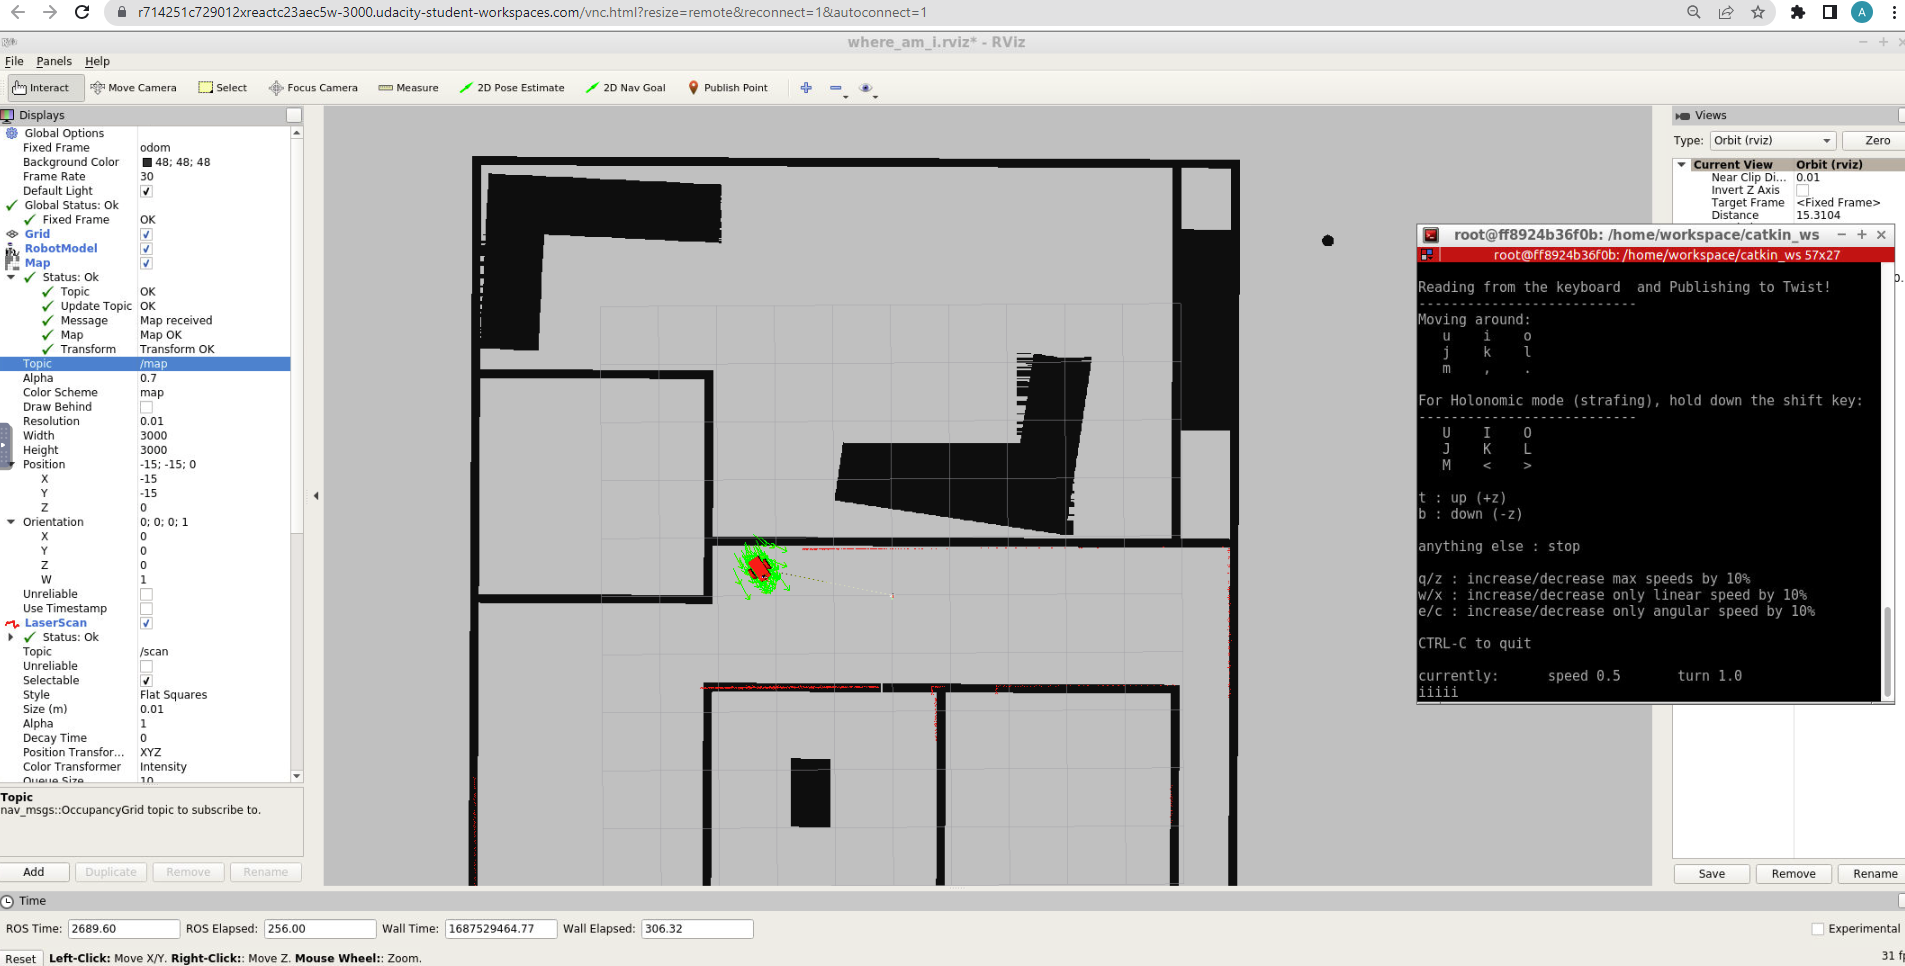 r714251c729012xreactc23aec5w-3000.udacity-student-workspaces.com/vnc.html?resize=remote&reconnect=1&autoconnect=1
A
where_am_i.rviz* - RViz
File Panels Help
Interact Move Camera Select Focus Camera Measure 2D Pose Estimate 2D Nav Goal Publish Point
Displays
Global Options
Fixed Frame odom
Background Color 48; 48; 48
Frame Rate 30
Default Light
Global Status: Ok
Fixed Frame OK
Grid
RobotModel
Map
Status: Ok
Topic OK
Update Topic OK
Message Map received
Map Map OK
Transform Transform OK
Topic /map
Alpha 0.7
Color Scheme map
Draw Behind
Resolution 0.01
Width 3000
Height 3000
Position -15; -15; 0
X -15
Y -15
Z 0
Orientation 0; 0; 0; 1
X 0
Y 0
Z 0
W 1
Unreliable
Use Timestamp
LaserScan
Status: Ok
Topic /scan
Unreliable
Selectable
Style Flat Squares
Size (m) 0.01
Alpha 1
Decay Time 0
Position Transfor... XYZ
Color Transformer Intensity
Queue Size 10
Topic
nav_msgs::OccupancyGrid topic to subscribe to.
Add Duplicate Remove Rename
Views
Type: Orbit (rviz) Zero
Current View Orbit (rviz)
Near Clip Di... 0.01
Invert Z Axis
Target Frame <Fixed Frame>
Distance 15.3104
root@ff8924b36f0b: /home/workspace/catkin_ws
root@ff8924b36f0b: /home/workspace/catkin_ws 57x27
Reading from the keyboard  and Publishing to Twist!
---------------------------
Moving around:
u i o
j k l
m , .
For Holonomic mode (strafing), hold down the shift key:
---------------------------
U I O
J K L
M < >
t : up (+z)
b : down (-z)
anything else : stop
q/z : increase/decrease max speeds by 10%
w/x : increase/decrease only linear speed by 10%
e/c : increase/decrease only angular speed by 10%
CTRL-C to quit
currently: speed 0.5 turn 1.0
iiiii
Save Remove Rename
Time
ROS Time: 2689.60 ROS Elapsed: 256.00 Wall Time: 1687529464.77 Wall Elapsed: 306.32 Experimental
Reset Left-Click: Move X/Y. Right-Click:: Move Z. Mouse Wheel:: Zoom. 31